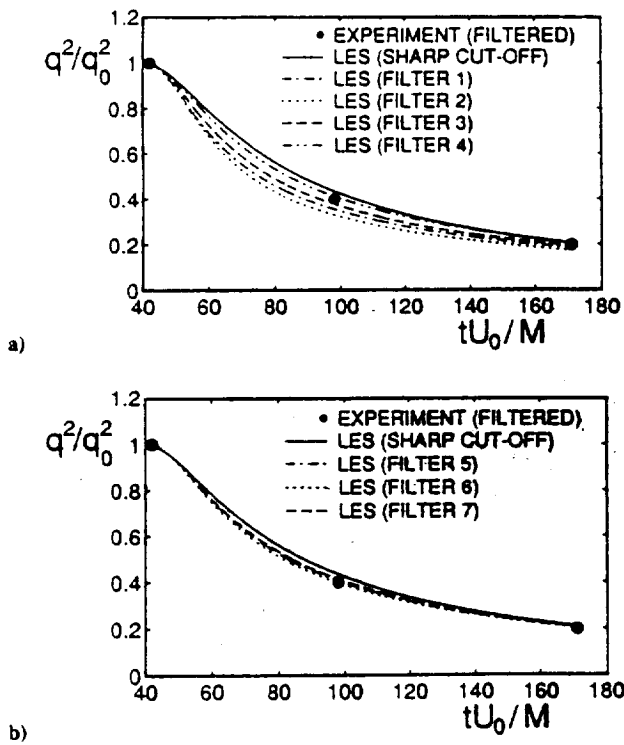 1.2
q²/q₀²
1
0.8
0.6
0.4
0.2
0
● EXPERIMENT (FILTERED)
LES (SHARP CUT-OFF)
LES (FILTER 1)
LES (FILTER 2)
LES (FILTER 3)
LES (FILTER 4)
40 60 80 100 120 140 160 180
tU₀/M
a)
1.2
q²/q₀²
1
0.8
0.6
0.4
0.2
0
● EXPERIMENT (FILTERED)
LES (SHARP CUT-OFF)
LES (FILTER 5)
LES (FILTER 6)
LES (FILTER 7)
40 60 80 100 120 140 160 180
tU₀/M
b)